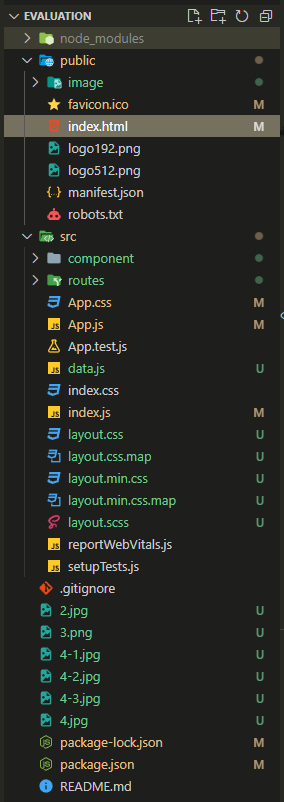 EVALUATION
node_modules
public
image
favicon.ico M
index.html M
logo192.png
logo512.png
manifest.json
robots.txt
src
component
routes
App.css M
App.js M
App.test.js
data.js U
index.css
index.js M
layout.css U
layout.css.map U
layout.min.css U
layout.min.css.map U
layout.scss U
reportWebVitals.js
setupTests.js
.gitignore
2.jpg U
3.png U
4-1.jpg U
4-2.jpg U
4-3.jpg U
4.jpg U
package-lock.json M
package.json M
README.md